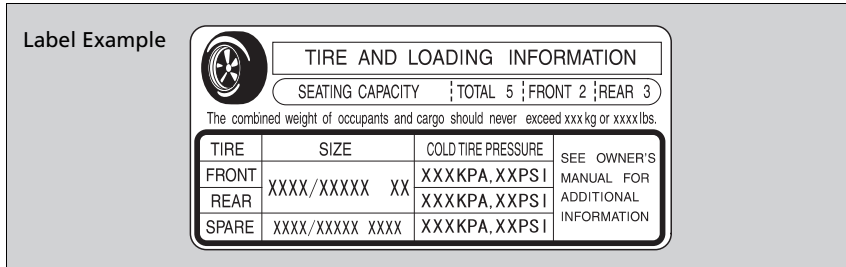 Label Example
TIRE AND LOADING INFORMATION
SEATING CAPACITY TOTAL 5 FRONT 2 REAR 3
The combined weight of occupants and cargo should never exceed xxx kg or xxxx lbs.
TIRE SIZE COLD TIRE PRESSURE
FRONT XXXX/XXXXX XX XXXKPA,XXPSI
REAR XXXKPA,XXPSI
SPARE XXXX/XXXXX XXXX XXXKPA,XXPSI
SEE OWNER'S
MANUAL FOR
ADDITIONAL
INFORMATION